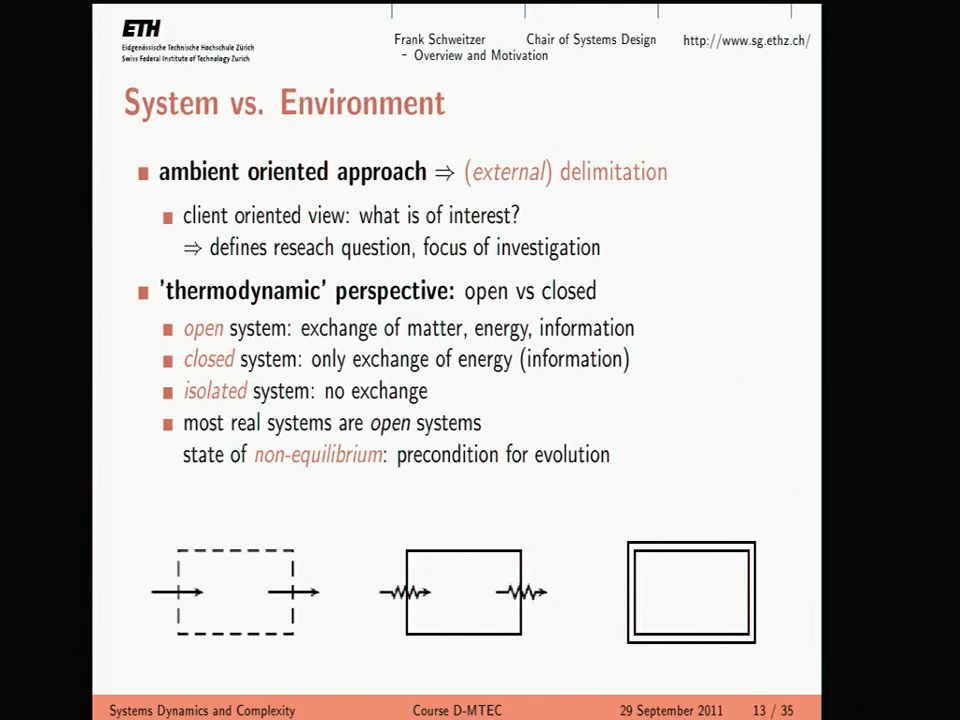 ETH
Eidgenössische Technische Hochschule Zürich
Swiss Federal Institute of Technology Zurich
Frank Schweitzer Chair of Systems Design http://www.sg.ethz.ch/
– Overview and Motivation
System vs. Environment
ambient oriented approach ⇒ (external) delimitation
client oriented view: what is of interest?
⇒ defines reseach question, focus of investigation
'thermodynamic' perspective: open vs closed
open system: exchange of matter, energy, information
closed system: only exchange of energy (information)
isolated system: no exchange
most real systems are open systems
state of non-equilibrium: precondition for evolution
Systems Dynamics and Complexity Course D-MTEC 29 September 2011 13 / 35